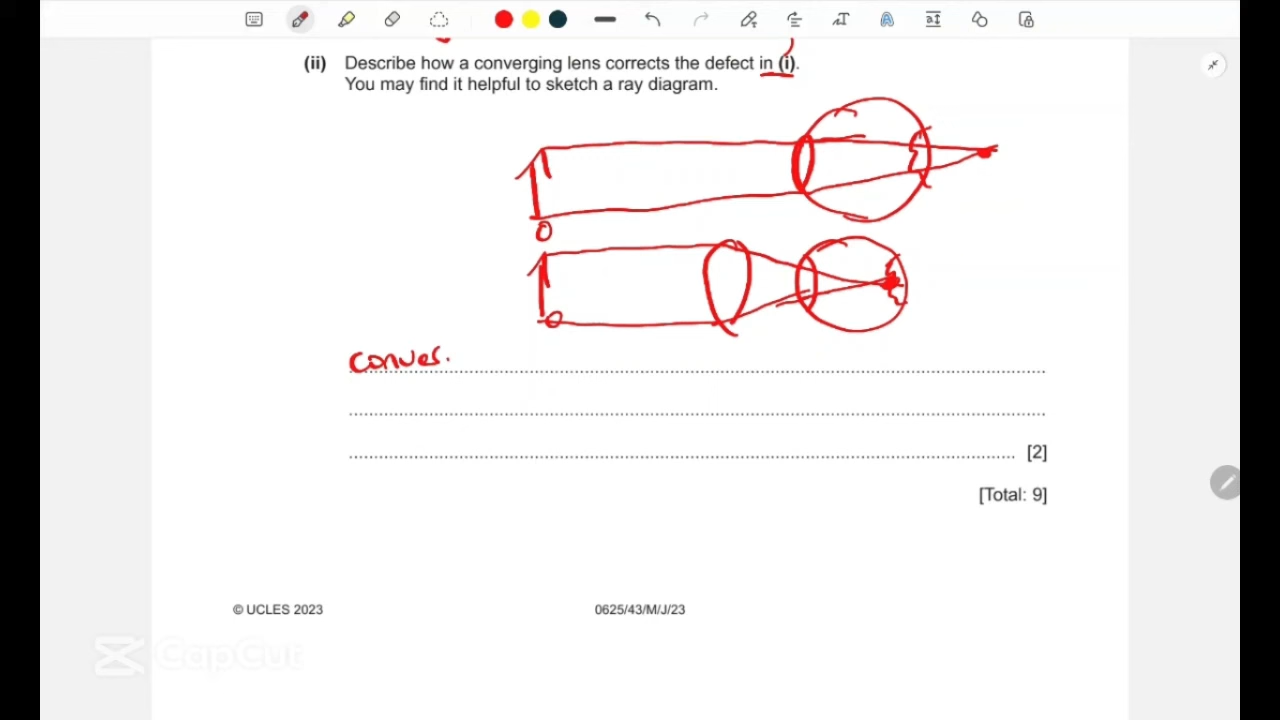 (ii) Describe how a converging lens corrects the defect in (i).
You may find it helpful to sketch a ray diagram.
O
O
Conver.
[2]
[Total: 9]
© UCLES 2023 0625/43/M/J/23
CapCut